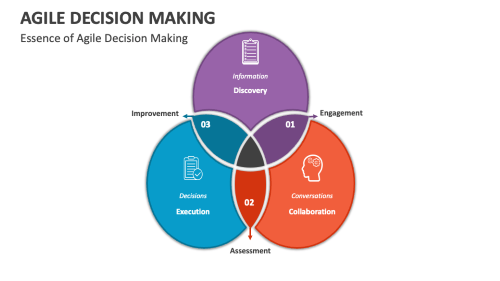 AGILE DECISION MAKING
Essence of Agile Decision Making
Information
Discovery
Improvement
03
01
Engagement
Decisions
Execution
Conversations
Collaboration
02
Assessment